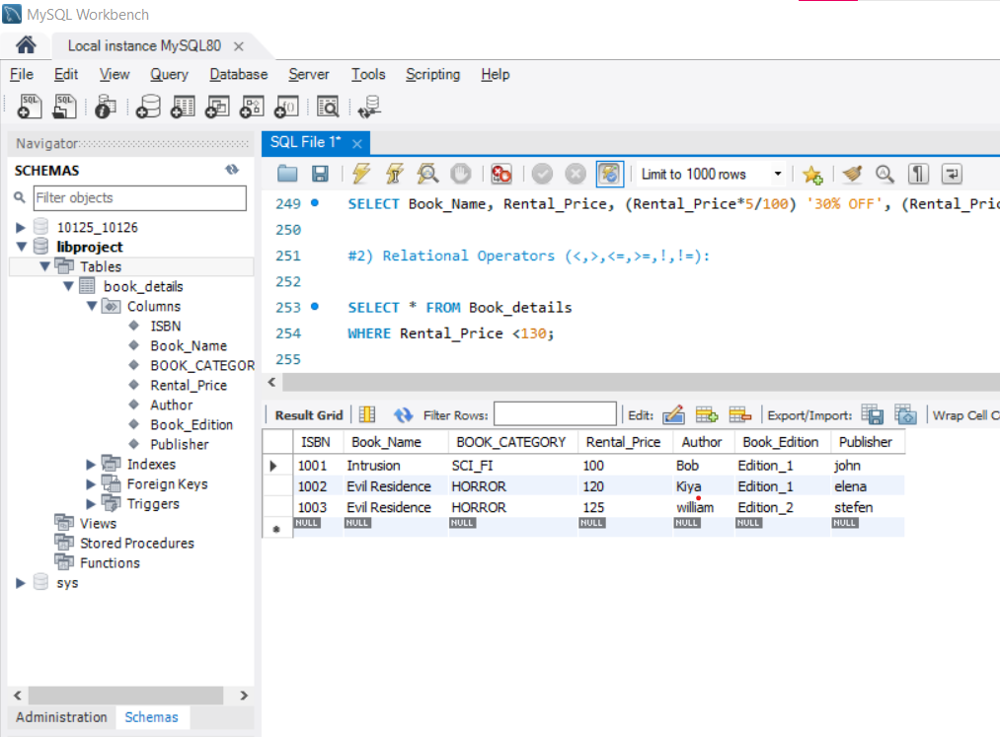 MySQL Workbench
Local instance MySQL80
File Edit View Query Database Server Tools Scripting Help
Navigator
SCHEMAS
Filter objects
10125_10126
libproject
Tables
book_details
Columns
ISBN
Book_Name
BOOK_CATEGOR
Rental_Price
Author
Book_Edition
Publisher
Indexes
Foreign Keys
Triggers
Views
Stored Procedures
Functions
sys
Administration Schemas
SQL File 1*
Limit to 1000 rows
249 SELECT Book_Name, Rental_Price, (Rental_Price*5/100) '30% OFF', (Rental_Pric
250
251 #2) Relational Operators (<,>,<=,>=,!,!=):
252
253 SELECT * FROM Book_details
254 WHERE Rental_Price <130;
255
Result Grid Filter Rows: Edit: Export/Import: Wrap Cell C
ISBN Book_Name BOOK_CATEGORY Rental_Price Author Book_Edition Publisher
1001 Intrusion SCI_FI 100 Bob Edition_1 john
1002 Evil Residence HORROR 120 Kiya Edition_1 elena
1003 Evil Residence HORROR 125 william Edition_2 stefen
NULL NULL NULL NULL NULL NULL NULL